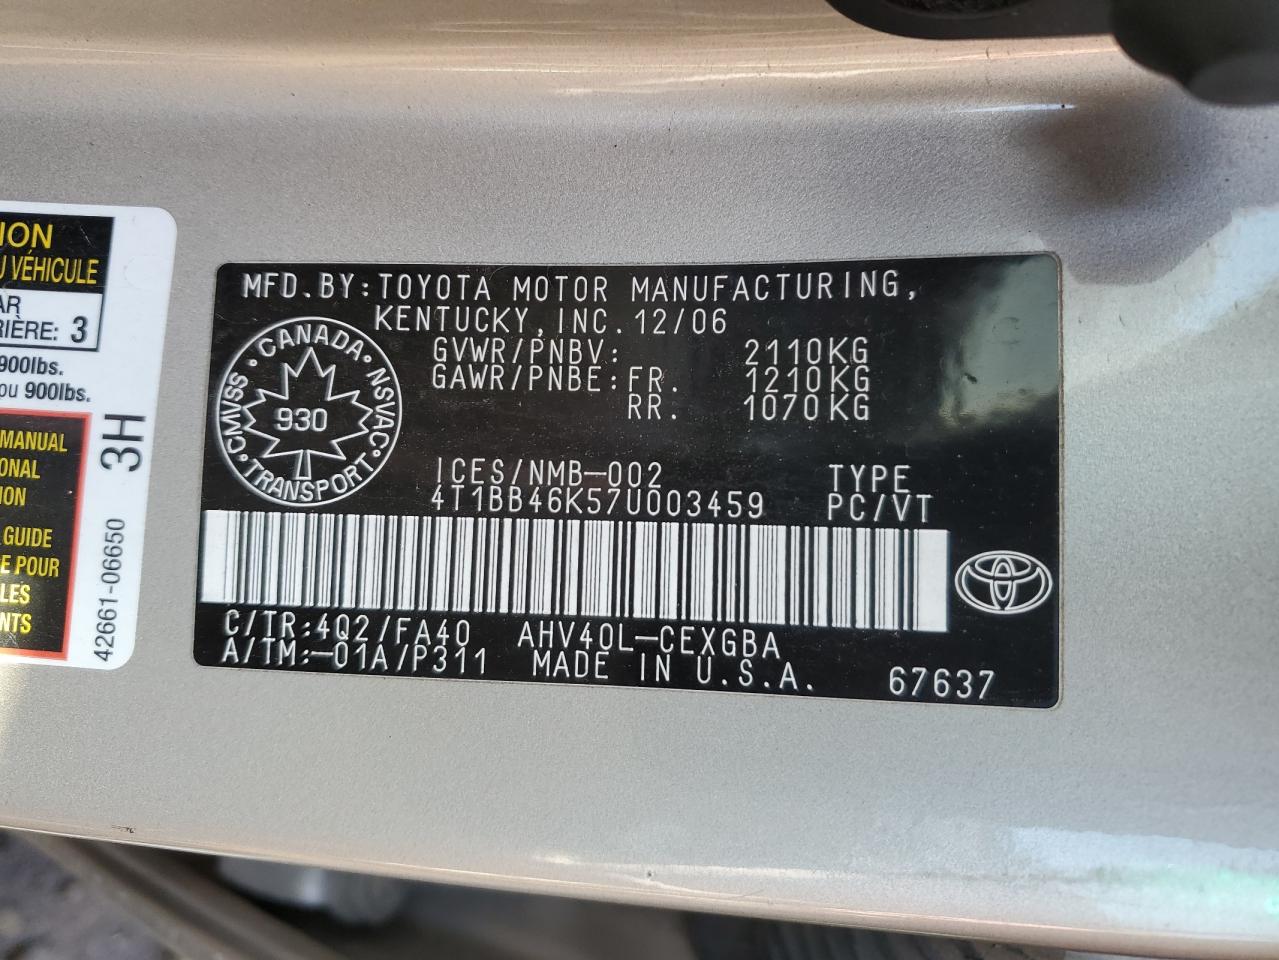 ION
U VÉHICULE
AR
RIÈRE: 3
900lbs.
ou 900lbs.
MANUAL
ONAL
ION
GUIDE
E POUR
LES
NTS
3H
42661-06650
MFD.BY:TOYOTA MOTOR MANUFACTURING,
KENTUCKY,INC. 12/06
GVWR/PNBV: 2110KG
GAWR/PNBE:FR. 1210KG
RR. 1070KG
CANADA · NSVAC · TRANSPORT · CMVSS ·
930
ICES/NMB-002 TYPE
4T1BB46K57U003459 PC/VT
C/TR:4Q2/FA40 AHV40L-CEXGBA
A/TM:-01A/P311 MADE IN U.S.A. 67637